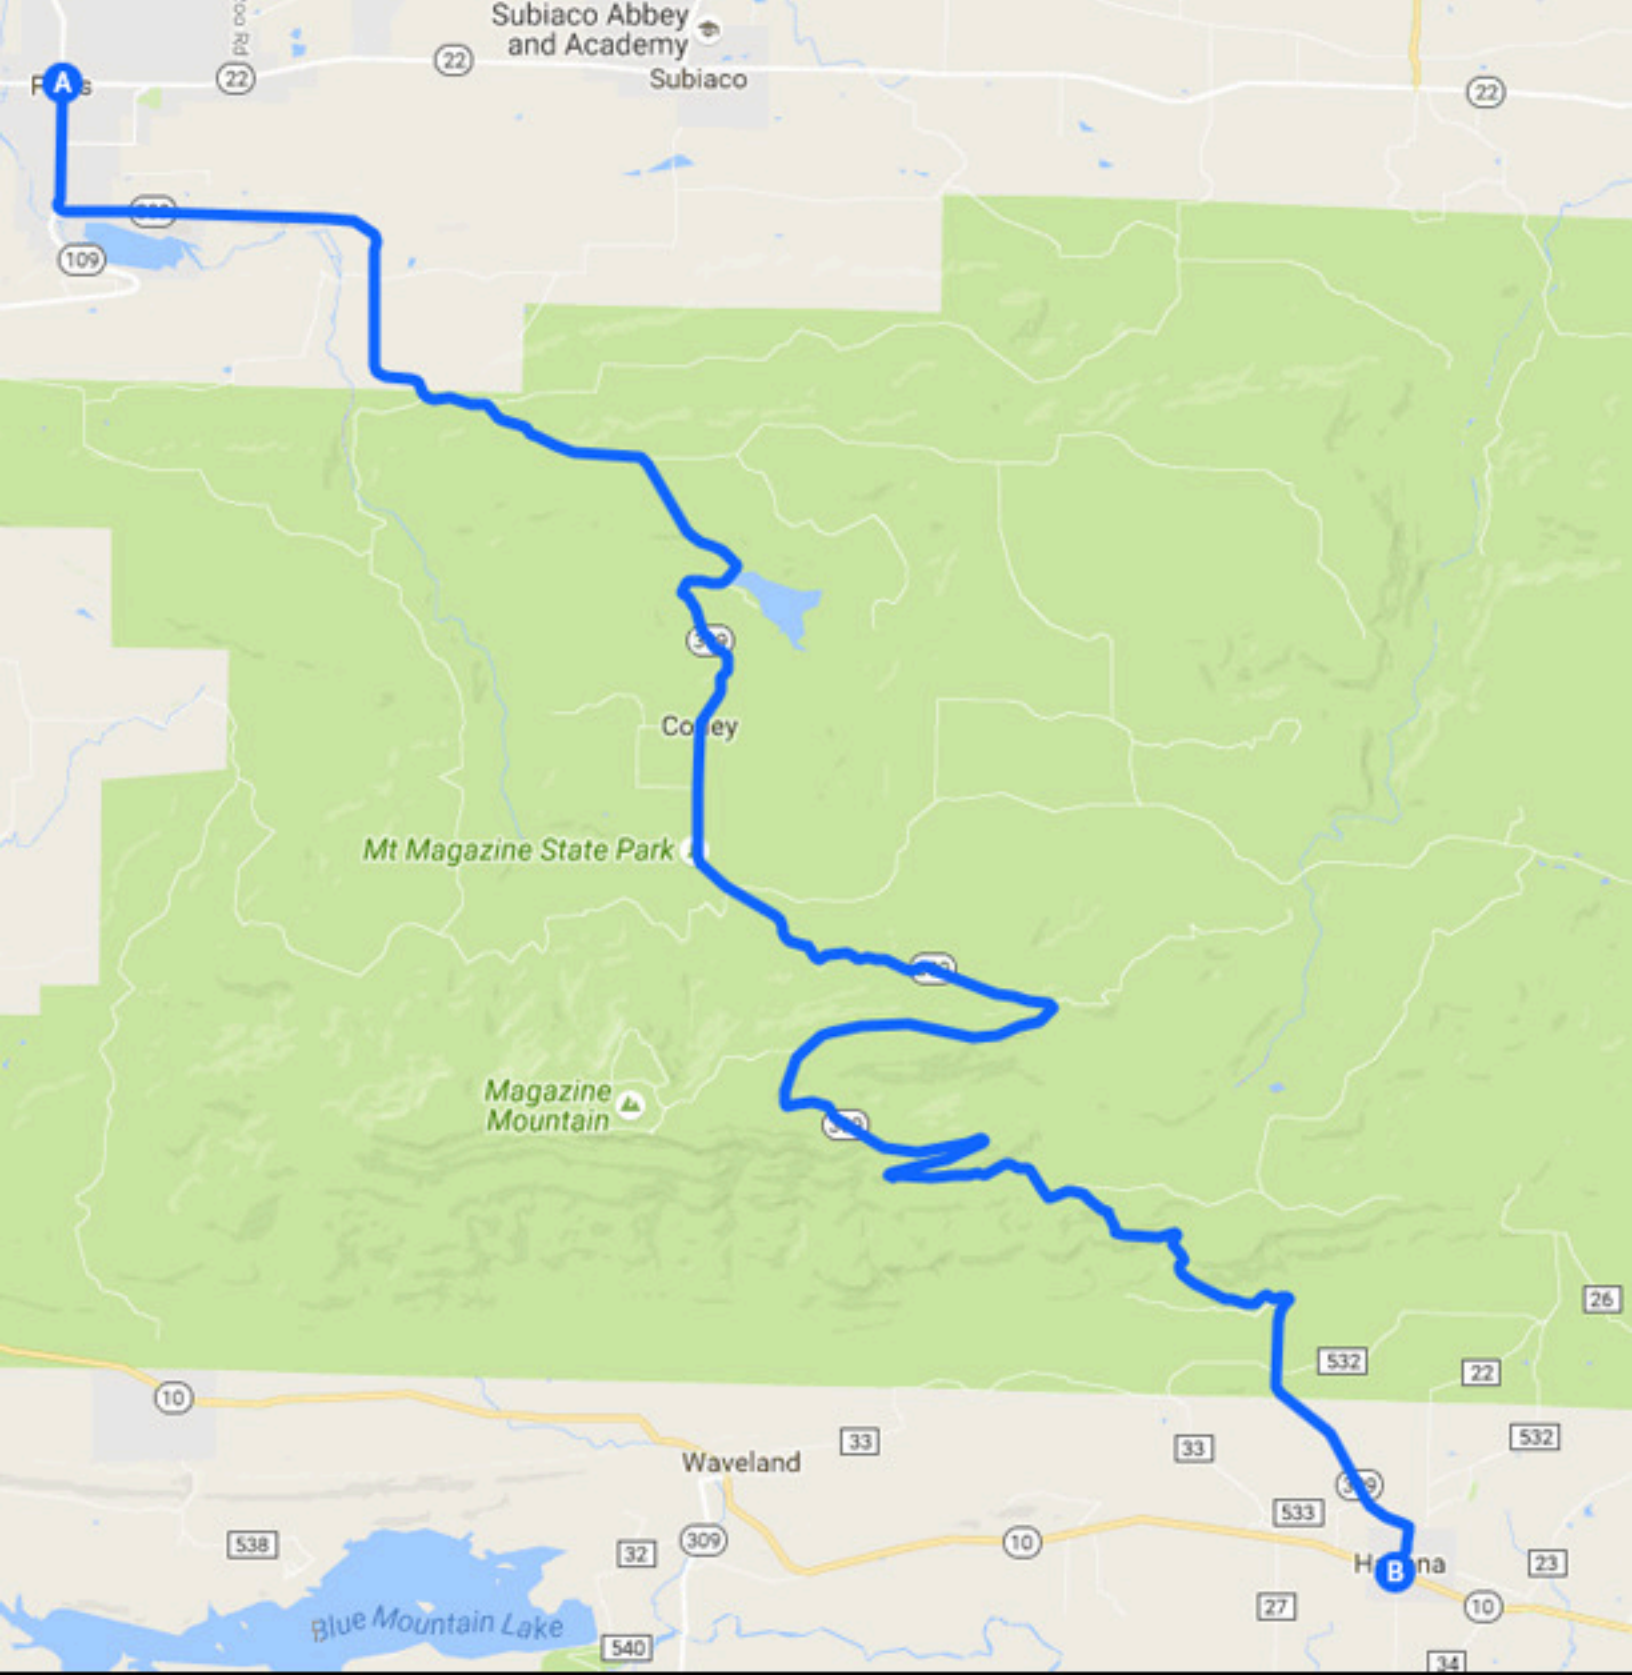 Subiaco Abbey
and Academy
22
A
22
Subiaco
22
109
Mt Magazine State Park
Magazine
Mountain
26
532
22
10
33
33
532
Waveland
533
538
32
309
10
B
23
27
10
Blue Mountain Lake
540
34